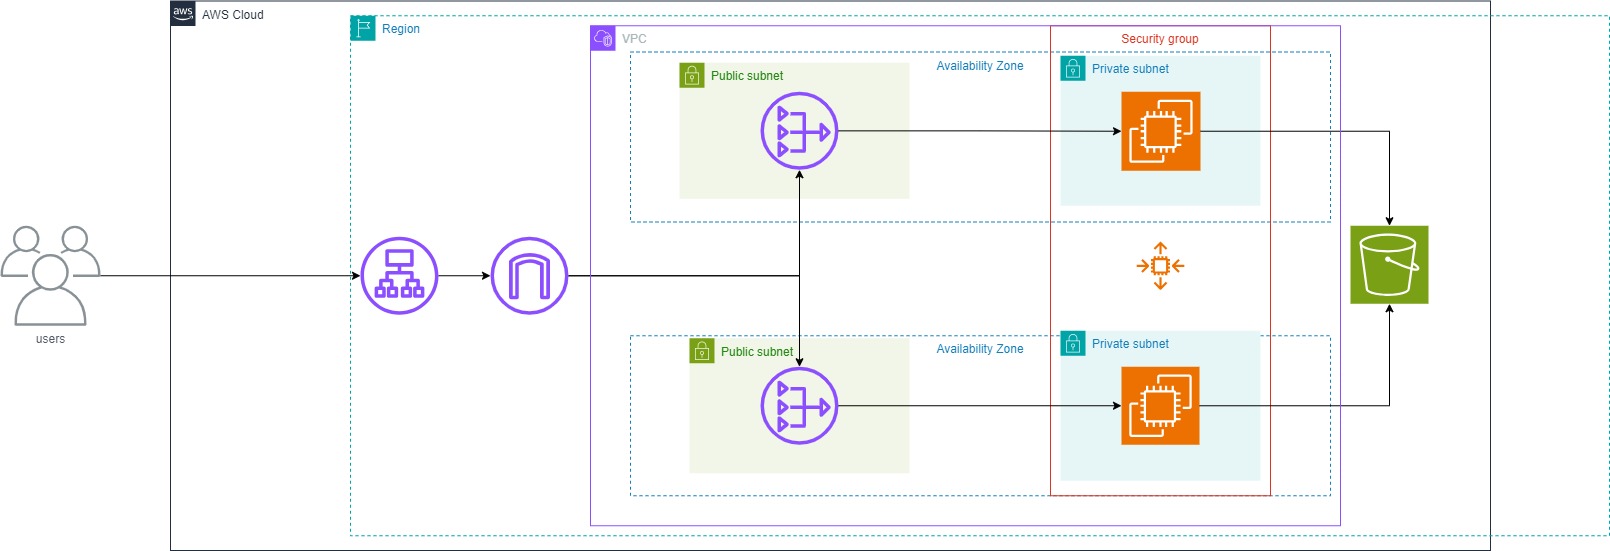 aws
AWS Cloud
Region
VPC
Security group
Public subnet
Availability Zone
Private subnet
users
Public subnet
Availability Zone
Private subnet